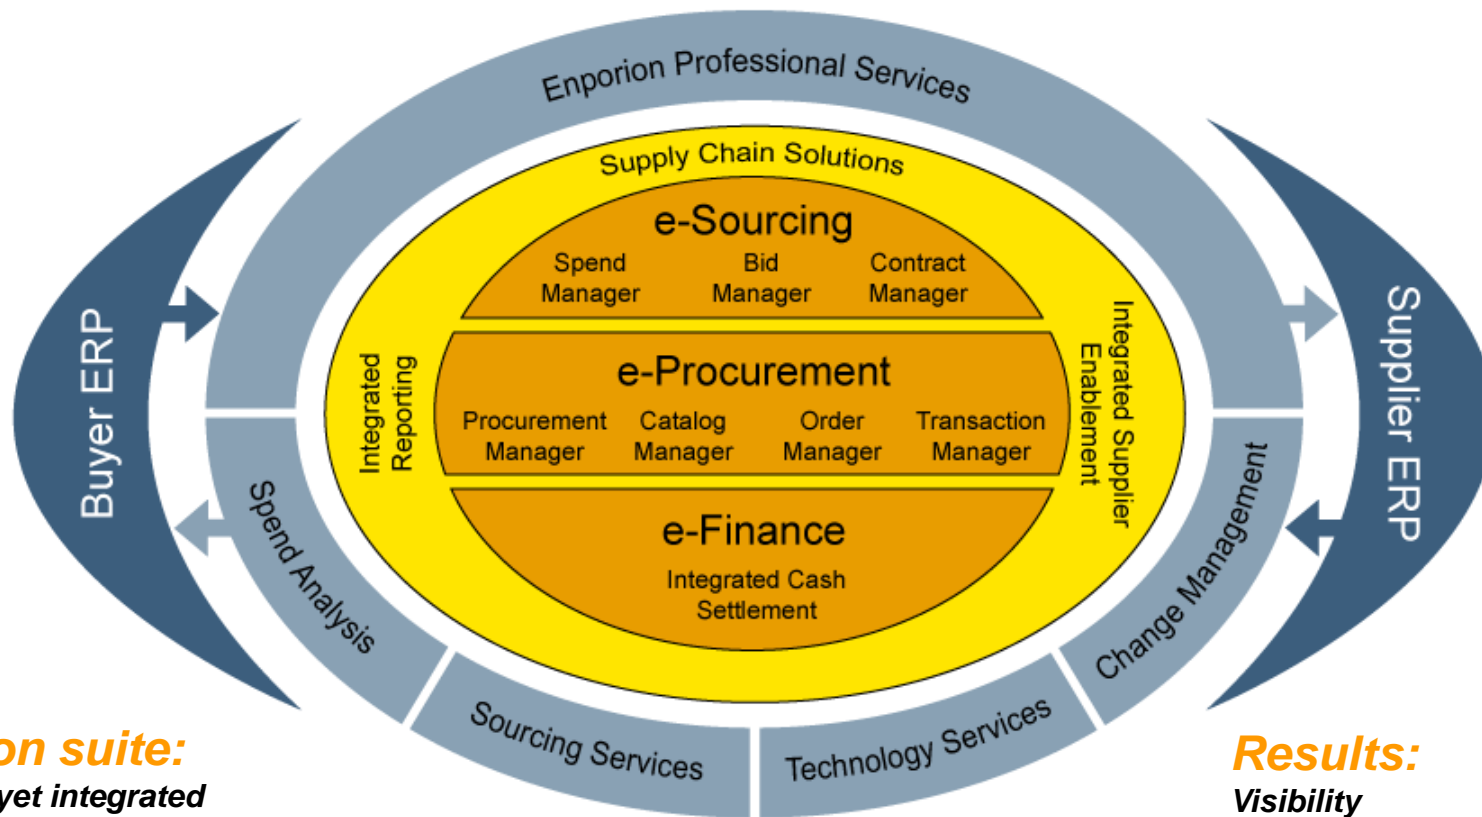 Enporion Professional Services
Supply Chain Solutions
e-Sourcing
Spend
Manager
Bid
Manager
Contract
Manager
Buyer ERP
Integrated
Reporting
e-Procurement
Procurement
Manager
Catalog
Manager
Order
Manager
Transaction
Manager
Integrated Supplier
Enablement
Supplier ERP
e-Finance
Integrated Cash
Settlement
Spend Analysis
Sourcing Services
Technology Services
Change Management
on suite:
yet integrated
Results:
Visibility